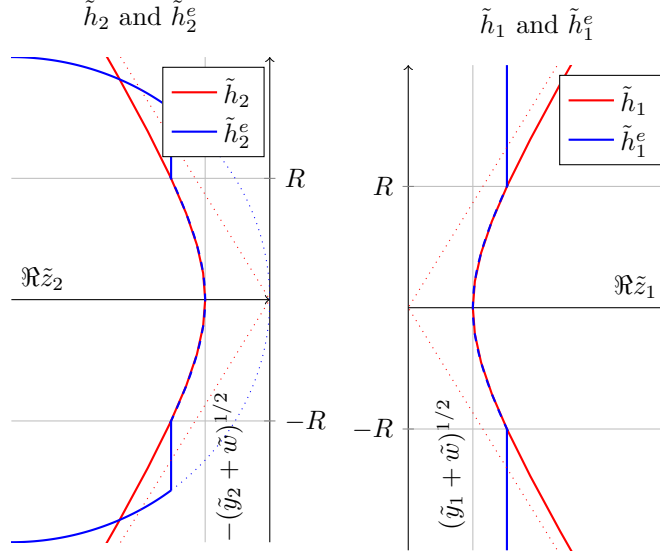 h̃₂ and h̃₂ᵉ
h̃₂
h̃₂ᵉ
R
ℜz̃₂
−R
−(ỹ₂ + w̃)^{1/2}
h̃₁ and h̃₁ᵉ
h̃₁
h̃₁ᵉ
R
ℜz̃₁
−R
(ỹ₁ + w̃)^{1/2}